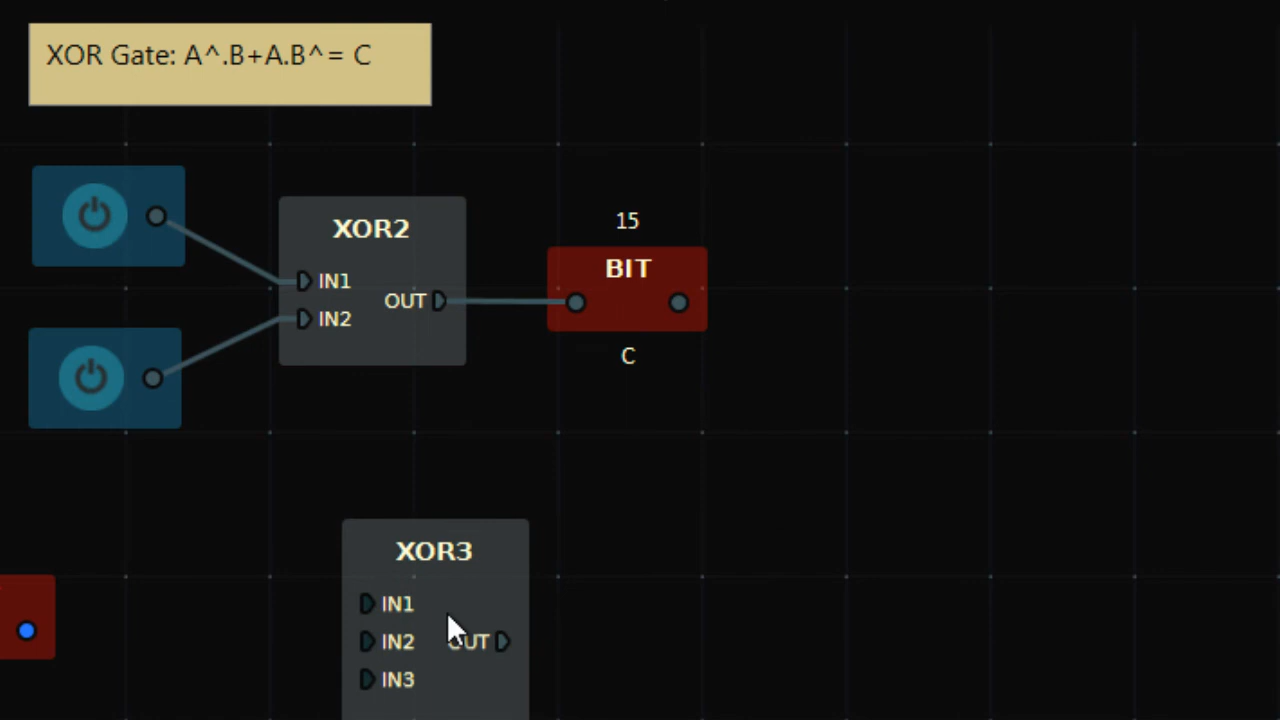 XOR Gate: A^.B+A.B^= C
XOR2
IN1
OUT
IN2
15
BIT
C
XOR3
IN1
IN2
OUT
IN3